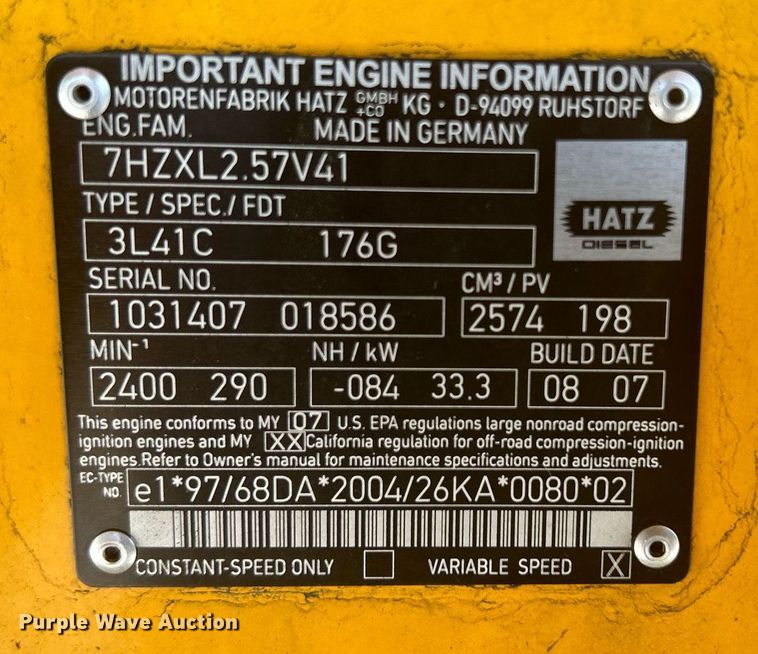 IMPORTANT ENGINE INFORMATION
MOTORENFABRIK HATZ GMBH +CO KG · D-94099 RUHSTORF
ENG.FAM. MADE IN GERMANY
7HZXL2.57V41
TYPE / SPEC./ FDT
3L41C 176G
HATZ
DIESEL
SERIAL NO. CM³ / PV
1031407 018586 2574 198
MIN⁻¹ NH / kW BUILD DATE
2400 290 -084 33.3 08 07
This engine conforms to MY 07 U.S. EPA regulations large nonroad compression-
ignition engines and MY XX California regulation for off-road compression-ignition
engines. Refer to Owner's manual for maintenance specifications and adjustments.
EC-TYPE NO. e1*97/68DA*2004/26KA*0080*02
CONSTANT-SPEED ONLY VARIABLE SPEED X
Purple Wave Auction